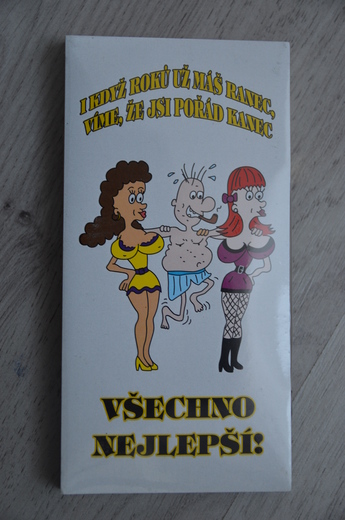 I KDYŽ ROKŮ UŽ MÁŠ RANEC,
VÍME, ŽE JSI POŘÁD KANEC
VŠECHNO
NEJLEPŠÍ!